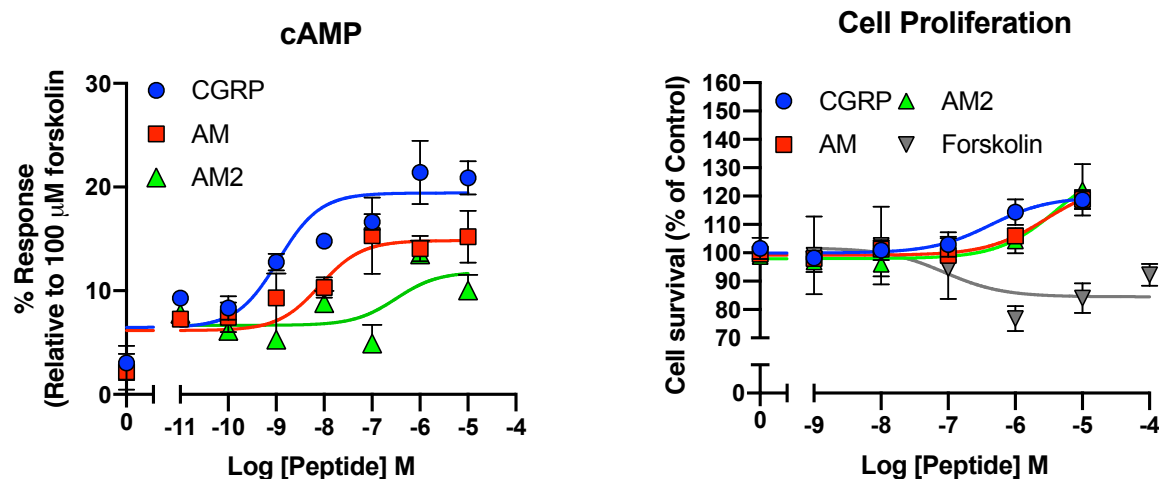 cAMP
% Response
(Relative to 100 μM forskolin
30
20
10
0
CGRP
AM
AM2
0 -11 -10 -9 -8 -7 -6 -5 -4
Log [Peptide] M
Cell Proliferation
Cell survival (% of Control)
160
150
140
130
120
110
100
90
80
70
0
CGRP AM2
AM Forskolin
0 -9 -8 -7 -6 -5 -4
Log [Peptide] M